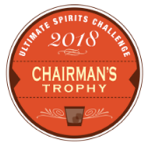 ULTIMATE SPIRITS CHALLENGE
2018
CHAIRMAN'S
TROPHY